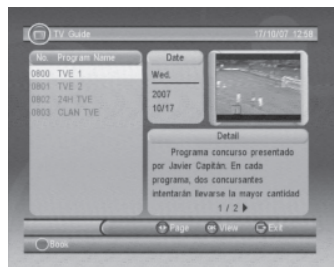 TV Guide 17/10/07 12:59
No. Program Name
0800 TVE 1
0801 TVE 2
0802 24H TVE
0803 CLAN TVE
Date
Wed.
2007
10/17
Detail
Programa concurso presentado
por Javier Capitán. En cada
programa, dos concursantes
intentarán llevarse la mayor cantidad
1 / 2
Page View Exit
Book